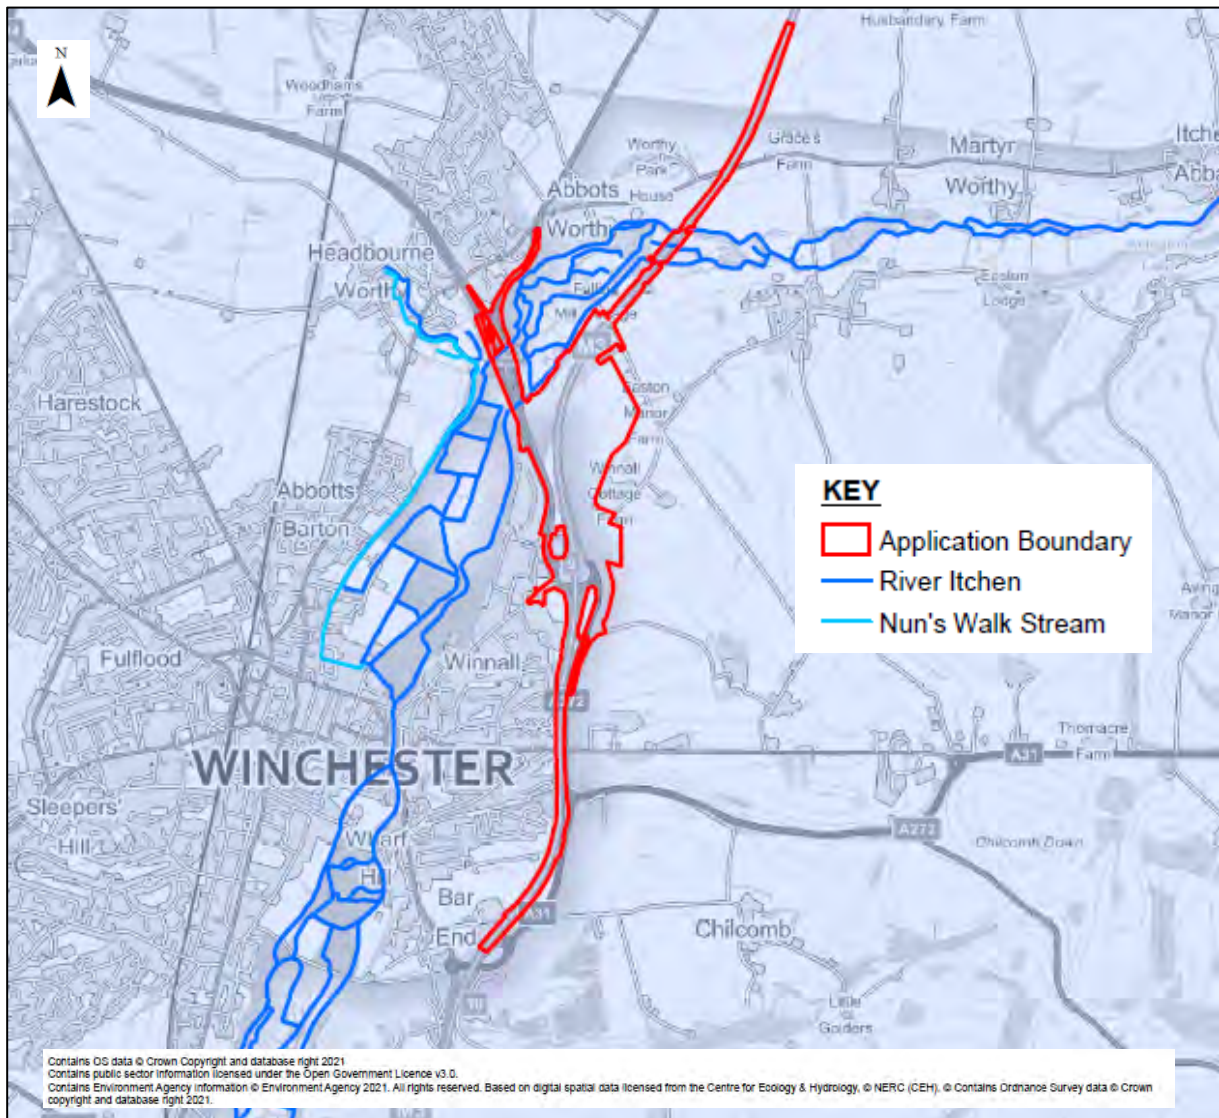 N
Husbandry Farm
Woodhams
Farm
Worthy
Park
House
Grace's
Farm
Martyr
Worthy
Abbots
Worthy
Headbourne
Worthy
Easton
Lodge
M3
Harestock
Easton
Manor
Farm
Winnall
Cottage
Farm
Abbotts
Barton
KEY
Application Boundary
River Itchen
Nun's Walk Stream
Manor
Fulflood
Winnall
A272
WINCHESTER
A31
Thornacre
Farm
Sleepers'
Hill
Wharf
Hill
A272
Chilcomb Down
Bar
End
A31
Chilcomb
Little
Golders
Contains OS data © Crown Copyright and database right 2021
Contains public sector information licensed under the Open Government Licence v3.0.
Contains Environment Agency information © Environment Agency 2021. All rights reserved. Based on digital spatial data licensed from the Centre for Ecology & Hydrology, © NERC (CEH). © Contains Ordnance Survey data © Crown
copyright and database right 2021.